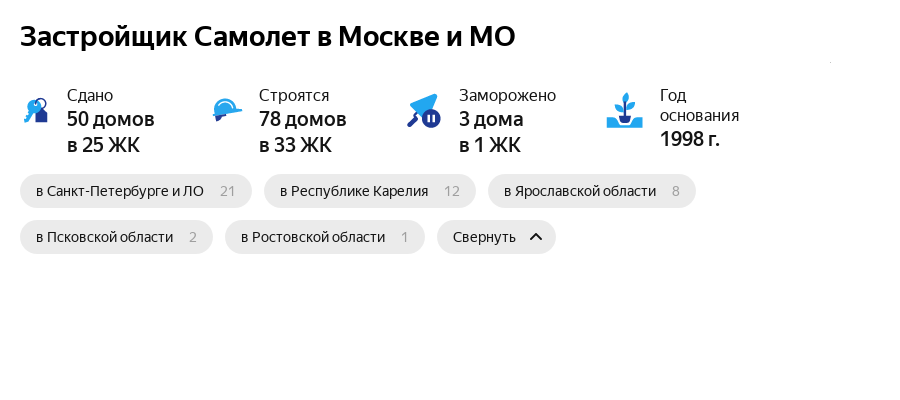 Застройщик Самолет в Москве и МО
Сдано
50 домов
в 25 ЖК
Строятся
78 домов
в 33 ЖК
Заморожено
3 дома
в 1 ЖК
Год
основания
1998 г.
в Санкт-Петербурге и ЛО 21
в Республике Карелия 12
в Ярославской области 8
в Псковской области 2
в Ростовской области 1
Свернуть